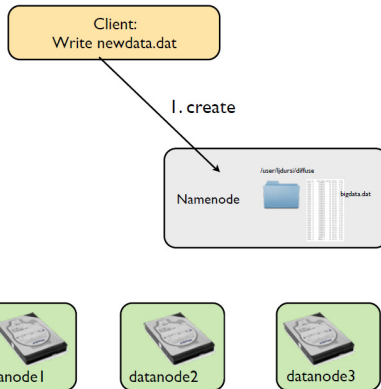 Client:
Write newdata.dat
1. create
/user/ljdursi/diffuse
Namenode
bigdata.dat
anode1
datanode2
datanode3